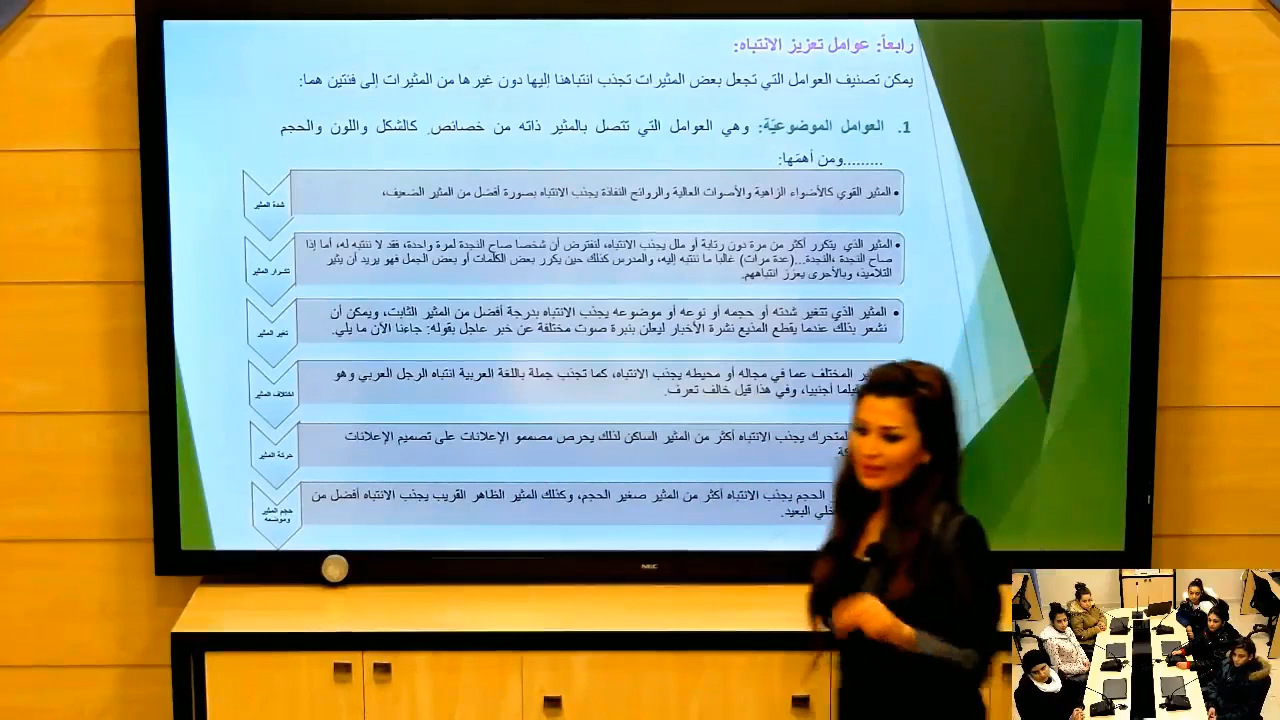 رابعاً: عوامل تعزيز الانتباه:
يمكن تصنيف العوامل التي تجعل بعض المثيرات تجذب انتباهنا إليها دون غيرها من المثيرات إلى فئتين هما:
1. العوامل الموضوعيّة: وهي العوامل التي تتصل بالمثير ذاته من خصائص. كالشكل واللون والحجم
.........ومن أهمّها:
شدة المثير
• المثير القوي كالأضواء الزاهية والأصوات العالية والروائح النفاذة يجذب الانتباه بصورة أفضل من المثير الضعيف،
تكرار المثير
• المثير الذي يتكرر أكثر من مرة دون رتابة أو ملل يجذب الانتباه، لنفترض أن شخصا صاح النجدة لمرة واحدة، فقد لا ننتبه له، أما إذا
صاح النجدة ،النجدة...(عدة مرات) غالبا ما ننتبه إليه، والمدرس كذلك حين يكرر بعض الكلمات أو بعض الجمل فهو يريد أن يثير
التلاميذ، وبالأحرى يعزز انتباههم.
تغير المثير
• المثير الذي تتغير شدته أو حجمه أو نوعه أو موضوعه يجذب الانتباه بدرجة أفضل من المثير الثابت، ويمكن أن
نشعر بذلك عندما يقطع المذيع نشرة الأخبار ليعلن بنبرة صوت مختلفة عن خبر عاجل بقوله: جاءنا الآن ما يلي.
اختلاف المثير
المختلف عما في مجاله أو محيطه يجذب الانتباه، كما تجذب جملة باللغة العربية انتباه الرجل العربي وهو
فيلما أجنبيا، وفي هذا قيل خالف تعرف.
حركة المثير
المتحرك يجذب الانتباه أكثر من المثير الساكن لذلك يحرص مصممو الإعلانات على تصميم الإعلانات
حجم المثير
وموضعه
الحجم يجذب الانتباه أكثر من المثير صغير الحجم، وكذلك المثير الظاهر القريب يجذب الانتباه أفضل من
البعيد.
NEC